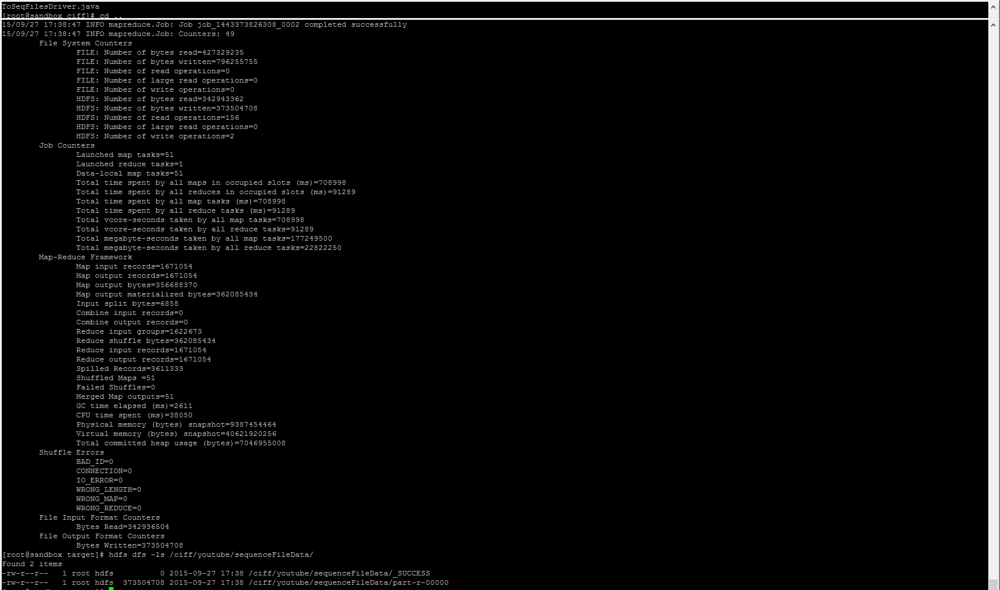 ToSeqFilesDriver.java
[root@sandbox ciff]# cd ..
15/09/27 17:38:47 INFO mapreduce.Job: Job job_1443373826308_0002 completed successfully
15/09/27 17:38:47 INFO mapreduce.Job: Counters: 49
File System Counters
FILE: Number of bytes read=427329235
FILE: Number of bytes written=796255755
FILE: Number of read operations=0
FILE: Number of large read operations=0
FILE: Number of write operations=0
HDFS: Number of bytes read=342943362
HDFS: Number of bytes written=373504708
HDFS: Number of read operations=156
HDFS: Number of large read operations=0
HDFS: Number of write operations=2
Job Counters
Launched map tasks=51
Launched reduce tasks=1
Data-local map tasks=51
Total time spent by all maps in occupied slots (ms)=708998
Total time spent by all reduces in occupied slots (ms)=91289
Total time spent by all map tasks (ms)=708998
Total time spent by all reduce tasks (ms)=91289
Total vcore-seconds taken by all map tasks=708998
Total vcore-seconds taken by all reduce tasks=91289
Total megabyte-seconds taken by all map tasks=177249500
Total megabyte-seconds taken by all reduce tasks=22822250
Map-Reduce Framework
Map input records=1671054
Map output records=1671054
Map output bytes=356688370
Map output materialized bytes=362085434
Input split bytes=6858
Combine input records=0
Combine output records=0
Reduce input groups=1622673
Reduce shuffle bytes=362085434
Reduce input records=1671054
Reduce output records=1671054
Spilled Records=3611333
Shuffled Maps =51
Failed Shuffles=0
Merged Map outputs=51
GC time elapsed (ms)=2611
CPU time spent (ms)=38050
Physical memory (bytes) snapshot=9387454464
Virtual memory (bytes) snapshot=40621920256
Total committed heap usage (bytes)=7046955008
Shuffle Errors
BAD_ID=0
CONNECTION=0
IO_ERROR=0
WRONG_LENGTH=0
WRONG_MAP=0
WRONG_REDUCE=0
File Input Format Counters
Bytes Read=342936504
File Output Format Counters
Bytes Written=373504708
[root@sandbox target]# hdfs dfs -ls /ciff/youtube/sequenceFileData/
Found 2 items
-rw-r--r--   1 root hdfs          0 2015-09-27 17:38 /ciff/youtube/sequenceFileData/_SUCCESS
-rw-r--r--   1 root hdfs  373504708 2015-09-27 17:38 /ciff/youtube/sequenceFileData/part-r-00000